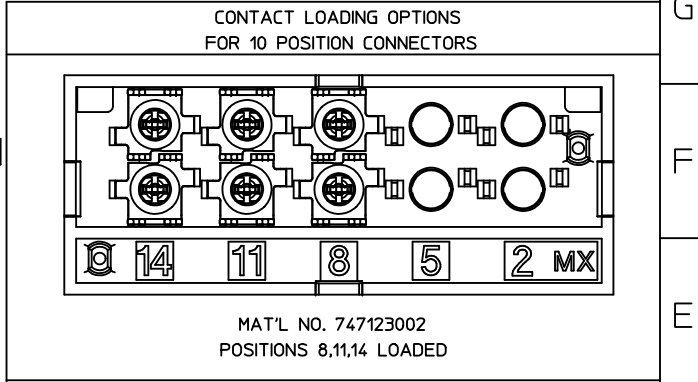 CONTACT LOADING OPTIONS
FOR 10 POSITION CONNECTORS
G
F
14 11 8 5 2 MX
E
MAT'L NO. 747123002
POSITIONS 8,11,14 LOADED